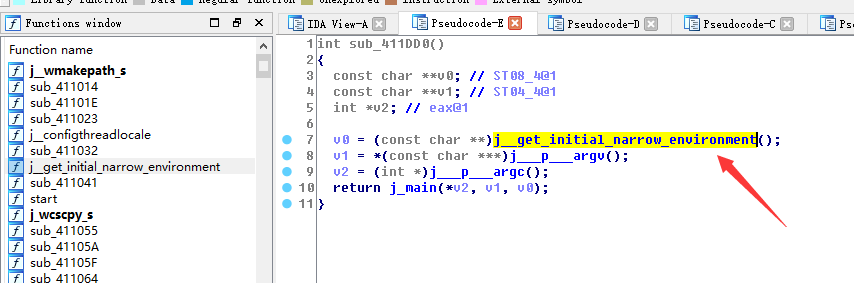 Library function Data Regular function Unexplored Instruction External symbol
Functions window
IDA View-A Pseudocode-E Pseudocode-D Pseudocode-C
Function name
j__wmakepath_s
sub_411014
sub_41101E
sub_411023
j__configthreadlocale
sub_411032
j__get_initial_narrow_environment
sub_411041
start
j_wcscpy_s
sub_411055
sub_41105A
sub_41105F
sub_411064
1 int sub_411DD0()
2 {
3 const char **v0; // ST08_4@1
4 const char **v1; // ST04_4@1
5 int *v2; // eax@1
6
7 v0 = (const char **)j__get_initial_narrow_environment();
8 v1 = *(const char ***)j___p___argv();
9 v2 = (int *)j___p___argc();
10 return j_main(*v2, v1, v0);
11 }